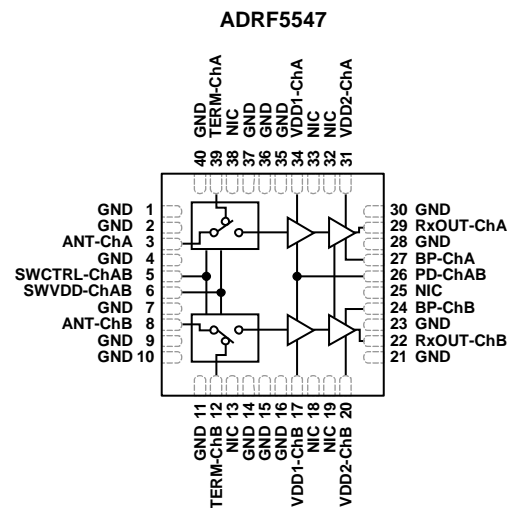 ADRF5547
40 GND
39 TERM-ChA
38 NIC
37 GND
36 GND
35 GND
34 VDD1-ChA
33 NIC
32 NIC
31 VDD2-ChA
GND 1
GND 2
ANT-ChA 3
GND 4
SWCTRL-ChAB 5
SWVDD-ChAB 6
GND 7
ANT-ChB 8
GND 9
GND 10
30 GND
29 RxOUT-ChA
28 GND
27 BP-ChA
26 PD-ChAB
25 NIC
24 BP-ChB
23 GND
22 RxOUT-ChB
21 GND
GND 11
TERM-ChB 12
NIC 13
GND 14
GND 15
GND 16
VDD1-ChB 17
NIC 18
NIC 19
VDD2-ChB 20